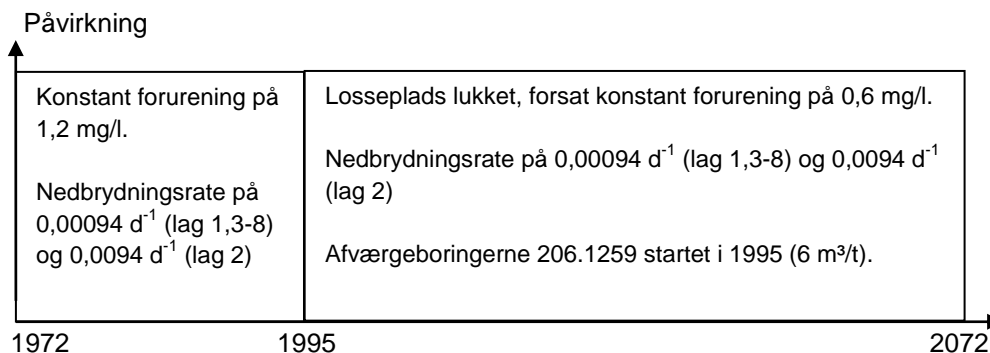 Påvirkning
Konstant forurening på
1,2 mg/l.
Nedbrydningsrate på
0,00094 d⁻¹ (lag 1,3-8)
og 0,0094 d⁻¹ (lag 2)
Losseplads lukket, forsat konstant forurening på 0,6 mg/l.
Nedbrydningsrate på 0,00094 d⁻¹ (lag 1,3-8) og 0,0094 d⁻¹
(lag 2)
Afværgeboringerne 206.1259 startet i 1995 (6 m³/t).
1972 1995 2072